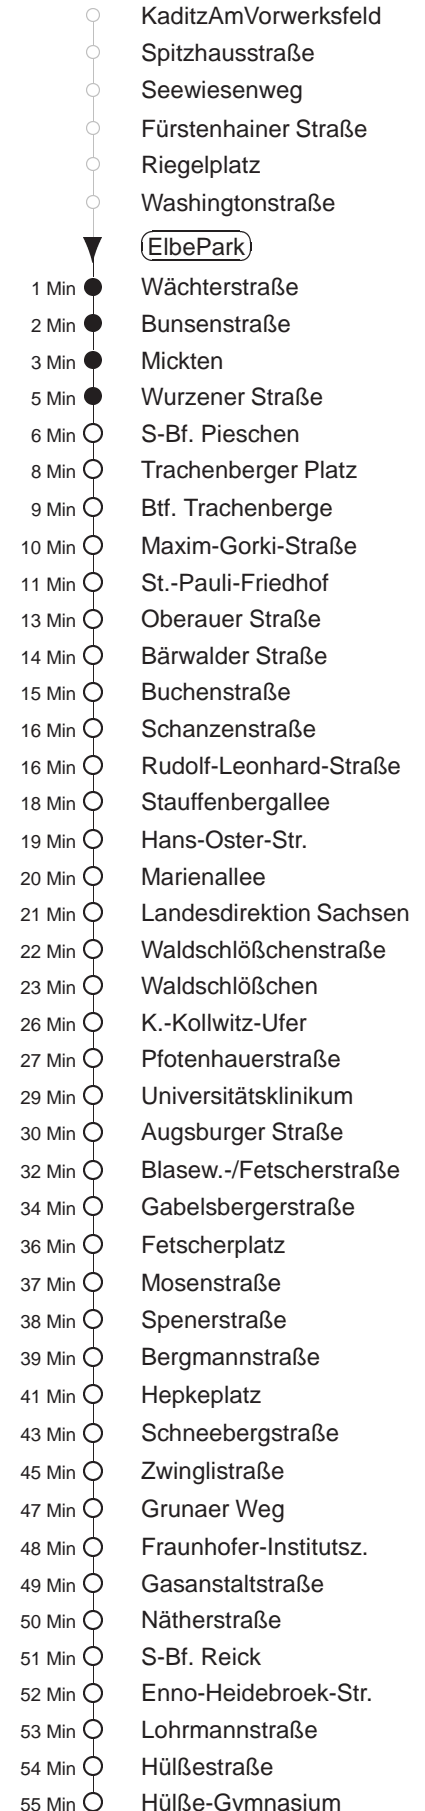 KaditzAmVorwerksfeld
Spitzhausstraße
Seewiesenweg
Fürstenhainer Straße
Riegelplatz
Washingtonstraße
ElbePark
1 Min Wächterstraße
2 Min Bunsenstraße
3 Min Mickten
5 Min Wurzener Straße
6 Min S-Bf. Pieschen
8 Min Trachenberger Platz
9 Min Btf. Trachenberge
10 Min Maxim-Gorki-Straße
11 Min St.-Pauli-Friedhof
13 Min Oberauer Straße
14 Min Bärwalder Straße
15 Min Buchenstraße
16 Min Schanzenstraße
16 Min Rudolf-Leonhard-Straße
18 Min Stauffenbergallee
19 Min Hans-Oster-Str.
20 Min Marienallee
21 Min Landesdirektion Sachsen
22 Min Waldschlößchenstraße
23 Min Waldschlößchen
26 Min K.-Kollwitz-Ufer
27 Min Pfotenhauerstraße
29 Min Universitätsklinikum
30 Min Augsburger Straße
32 Min Blasew.-/Fetscherstraße
34 Min Gabelsbergerstraße
36 Min Fetscherplatz
37 Min Mosenstraße
38 Min Spenerstraße
39 Min Bergmannstraße
41 Min Hepkeplatz
43 Min Schneebergstraße
45 Min Zwinglistraße
47 Min Grunaer Weg
48 Min Fraunhofer-Institutsz.
49 Min Gasanstaltstraße
50 Min Nätherstraße
51 Min S-Bf. Reick
52 Min Enno-Heidebroek-Str.
53 Min Lohrmannstraße
54 Min Hülßestraße
55 Min Hülße-Gymnasium